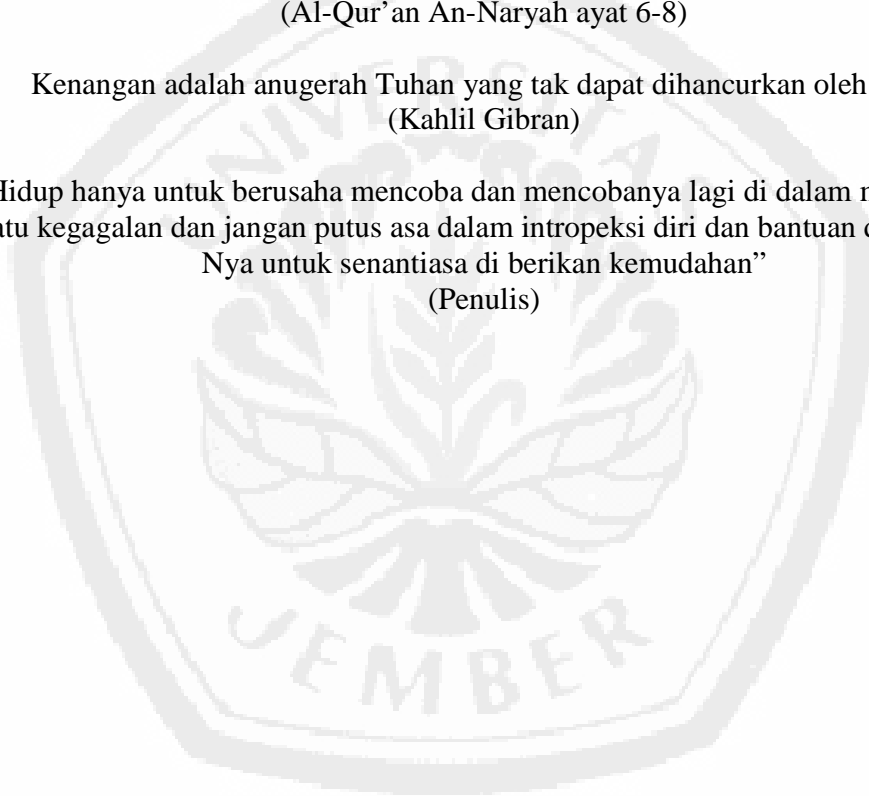 (Al-Qur’an An-Naryah ayat 6-8)
Kenangan adalah anugerah Tuhan yang tak dapat dihancurkan oleh
(Kahlil Gibran)
Hidup hanya untuk berusaha mencoba dan mencobanya lagi di dalam
kegagalan dan jangan putus asa dalam intropeksi diri dan bantuan
Nya untuk senantiasa di berikan kemudahan”
(Penulis)
UNIVERSITAS
JEMBER